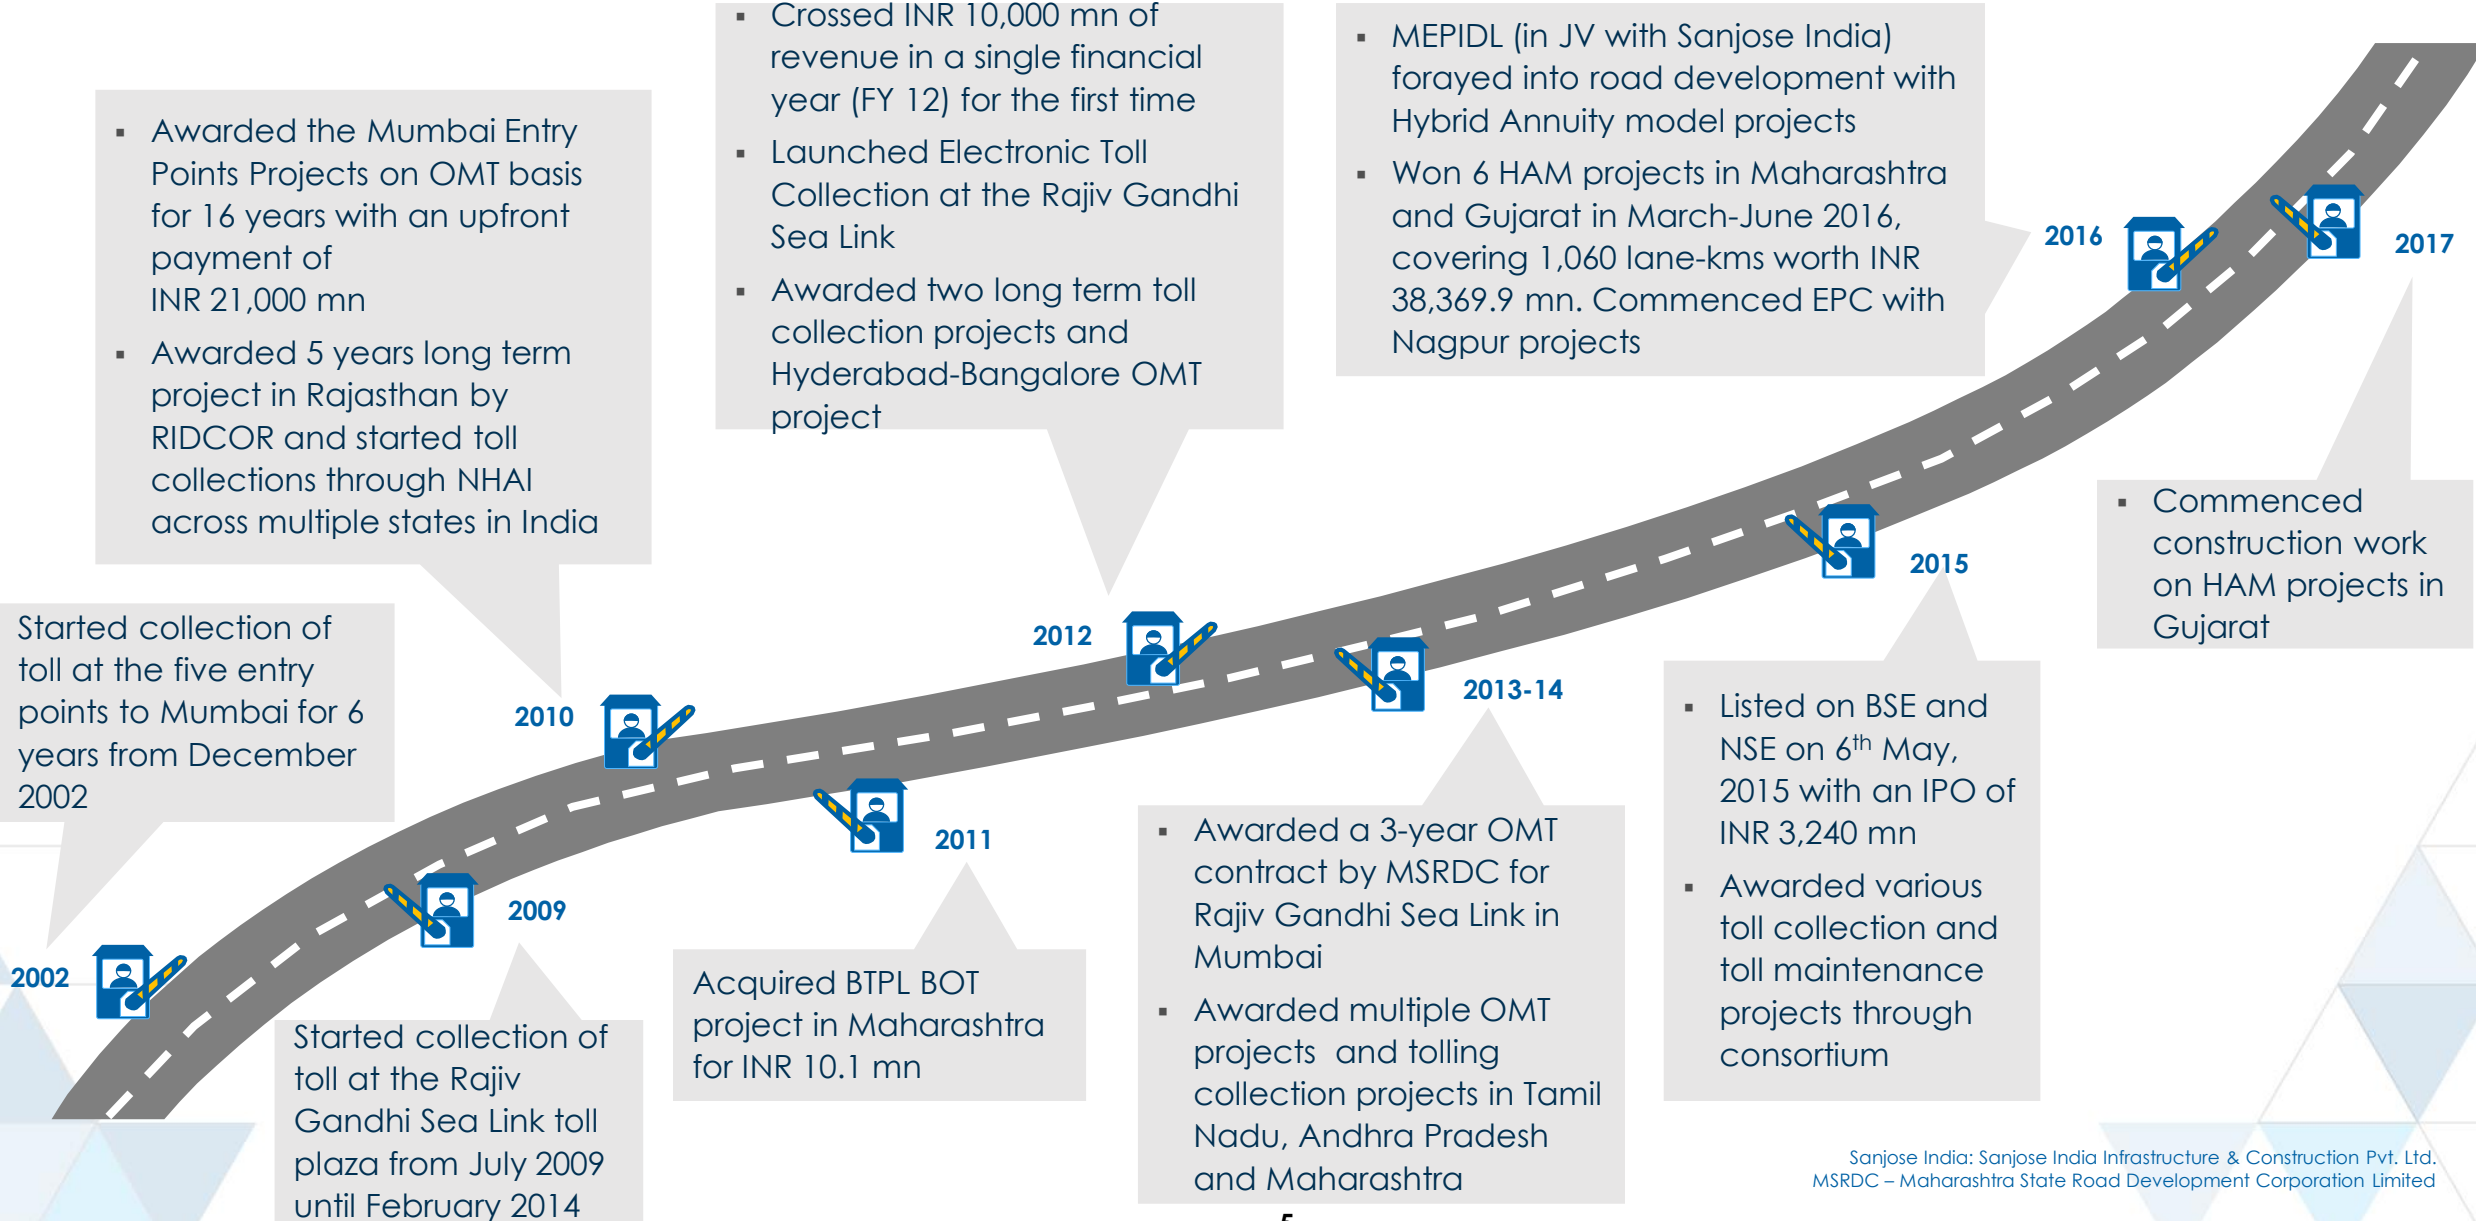 Crossed INR 10,000 mn of
revenue in a single financial
year (FY 12) for the first time
▪ Launched Electronic Toll
Collection at the Rajiv Gandhi
Sea Link
▪ Awarded two long term toll
collection projects and
Hyderabad-Bangalore OMT
project
▪ MEPIDL (in JV with Sanjose India)
forayed into road development with
Hybrid Annuity model projects
▪ Won 6 HAM projects in Maharashtra
and Gujarat in March-June 2016,
covering 1,060 lane-kms worth INR
38,369.9 mn. Commenced EPC with
Nagpur projects
▪ Awarded the Mumbai Entry
Points Projects on OMT basis
for 16 years with an upfront
payment of
INR 21,000 mn
▪ Awarded 5 years long term
project in Rajasthan by
RIDCOR and started toll
collections through NHAI
across multiple states in India
2016
2017
▪ Commenced
construction work
on HAM projects in
Gujarat
2015
Started collection of
toll at the five entry
points to Mumbai for 6
years from December
2002
2012
2013-14
2010
▪ Listed on BSE and
NSE on 6th May,
2015 with an IPO of
INR 3,240 mn
▪ Awarded various
toll collection and
toll maintenance
projects through
consortium
2011
▪ Awarded a 3-year OMT
contract by MSRDC for
Rajiv Gandhi Sea Link in
Mumbai
▪ Awarded multiple OMT
projects and tolling
collection projects in Tamil
Nadu, Andhra Pradesh
and Maharashtra
2009
2002
Acquired BTPL BOT
project in Maharashtra
for INR 10.1 mn
Started collection of
toll at the Rajiv
Gandhi Sea Link toll
plaza from July 2009
until February 2014
Sanjose India: Sanjose India Infrastructure & Construction Pvt. Ltd.
MSRDC – Maharashtra State Road Development Corporation Limited
5